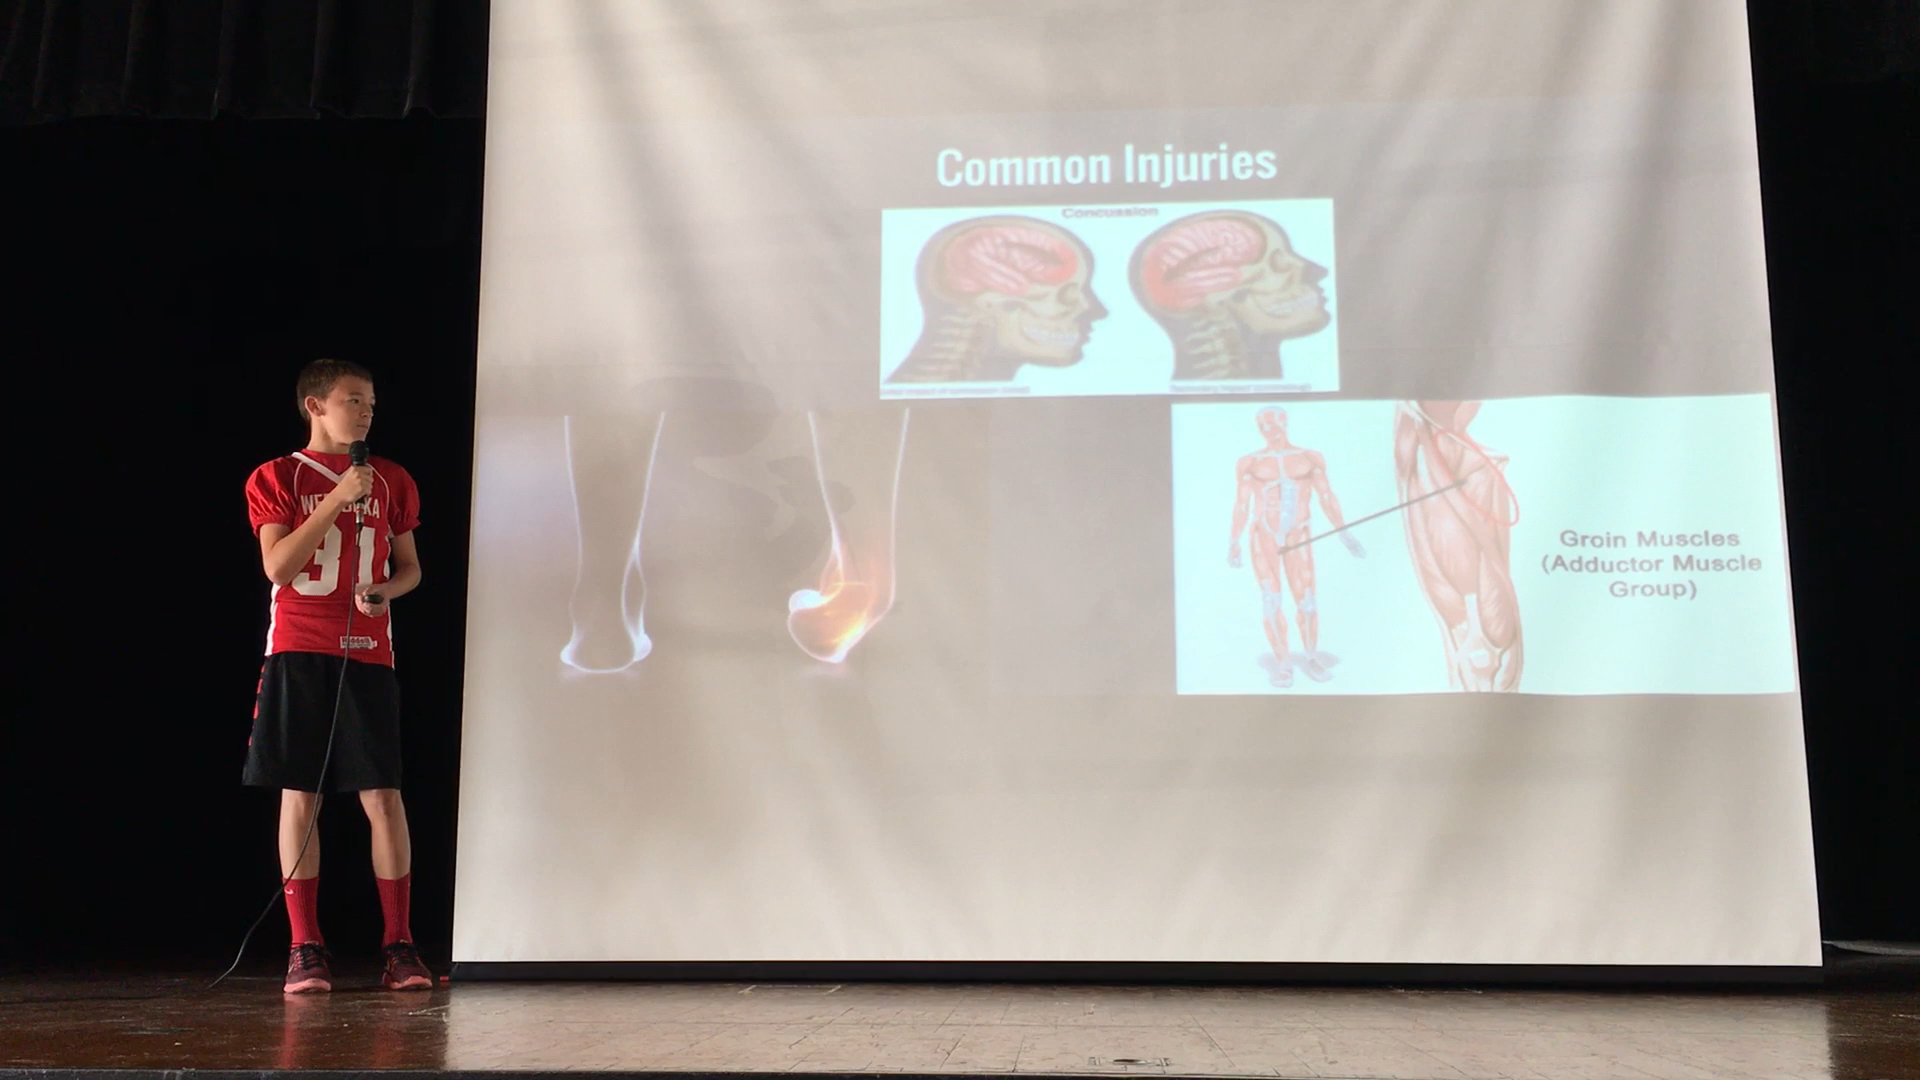 Common Injuries
Concussion
Groin Muscles
(Adductor Muscle
Group)
31